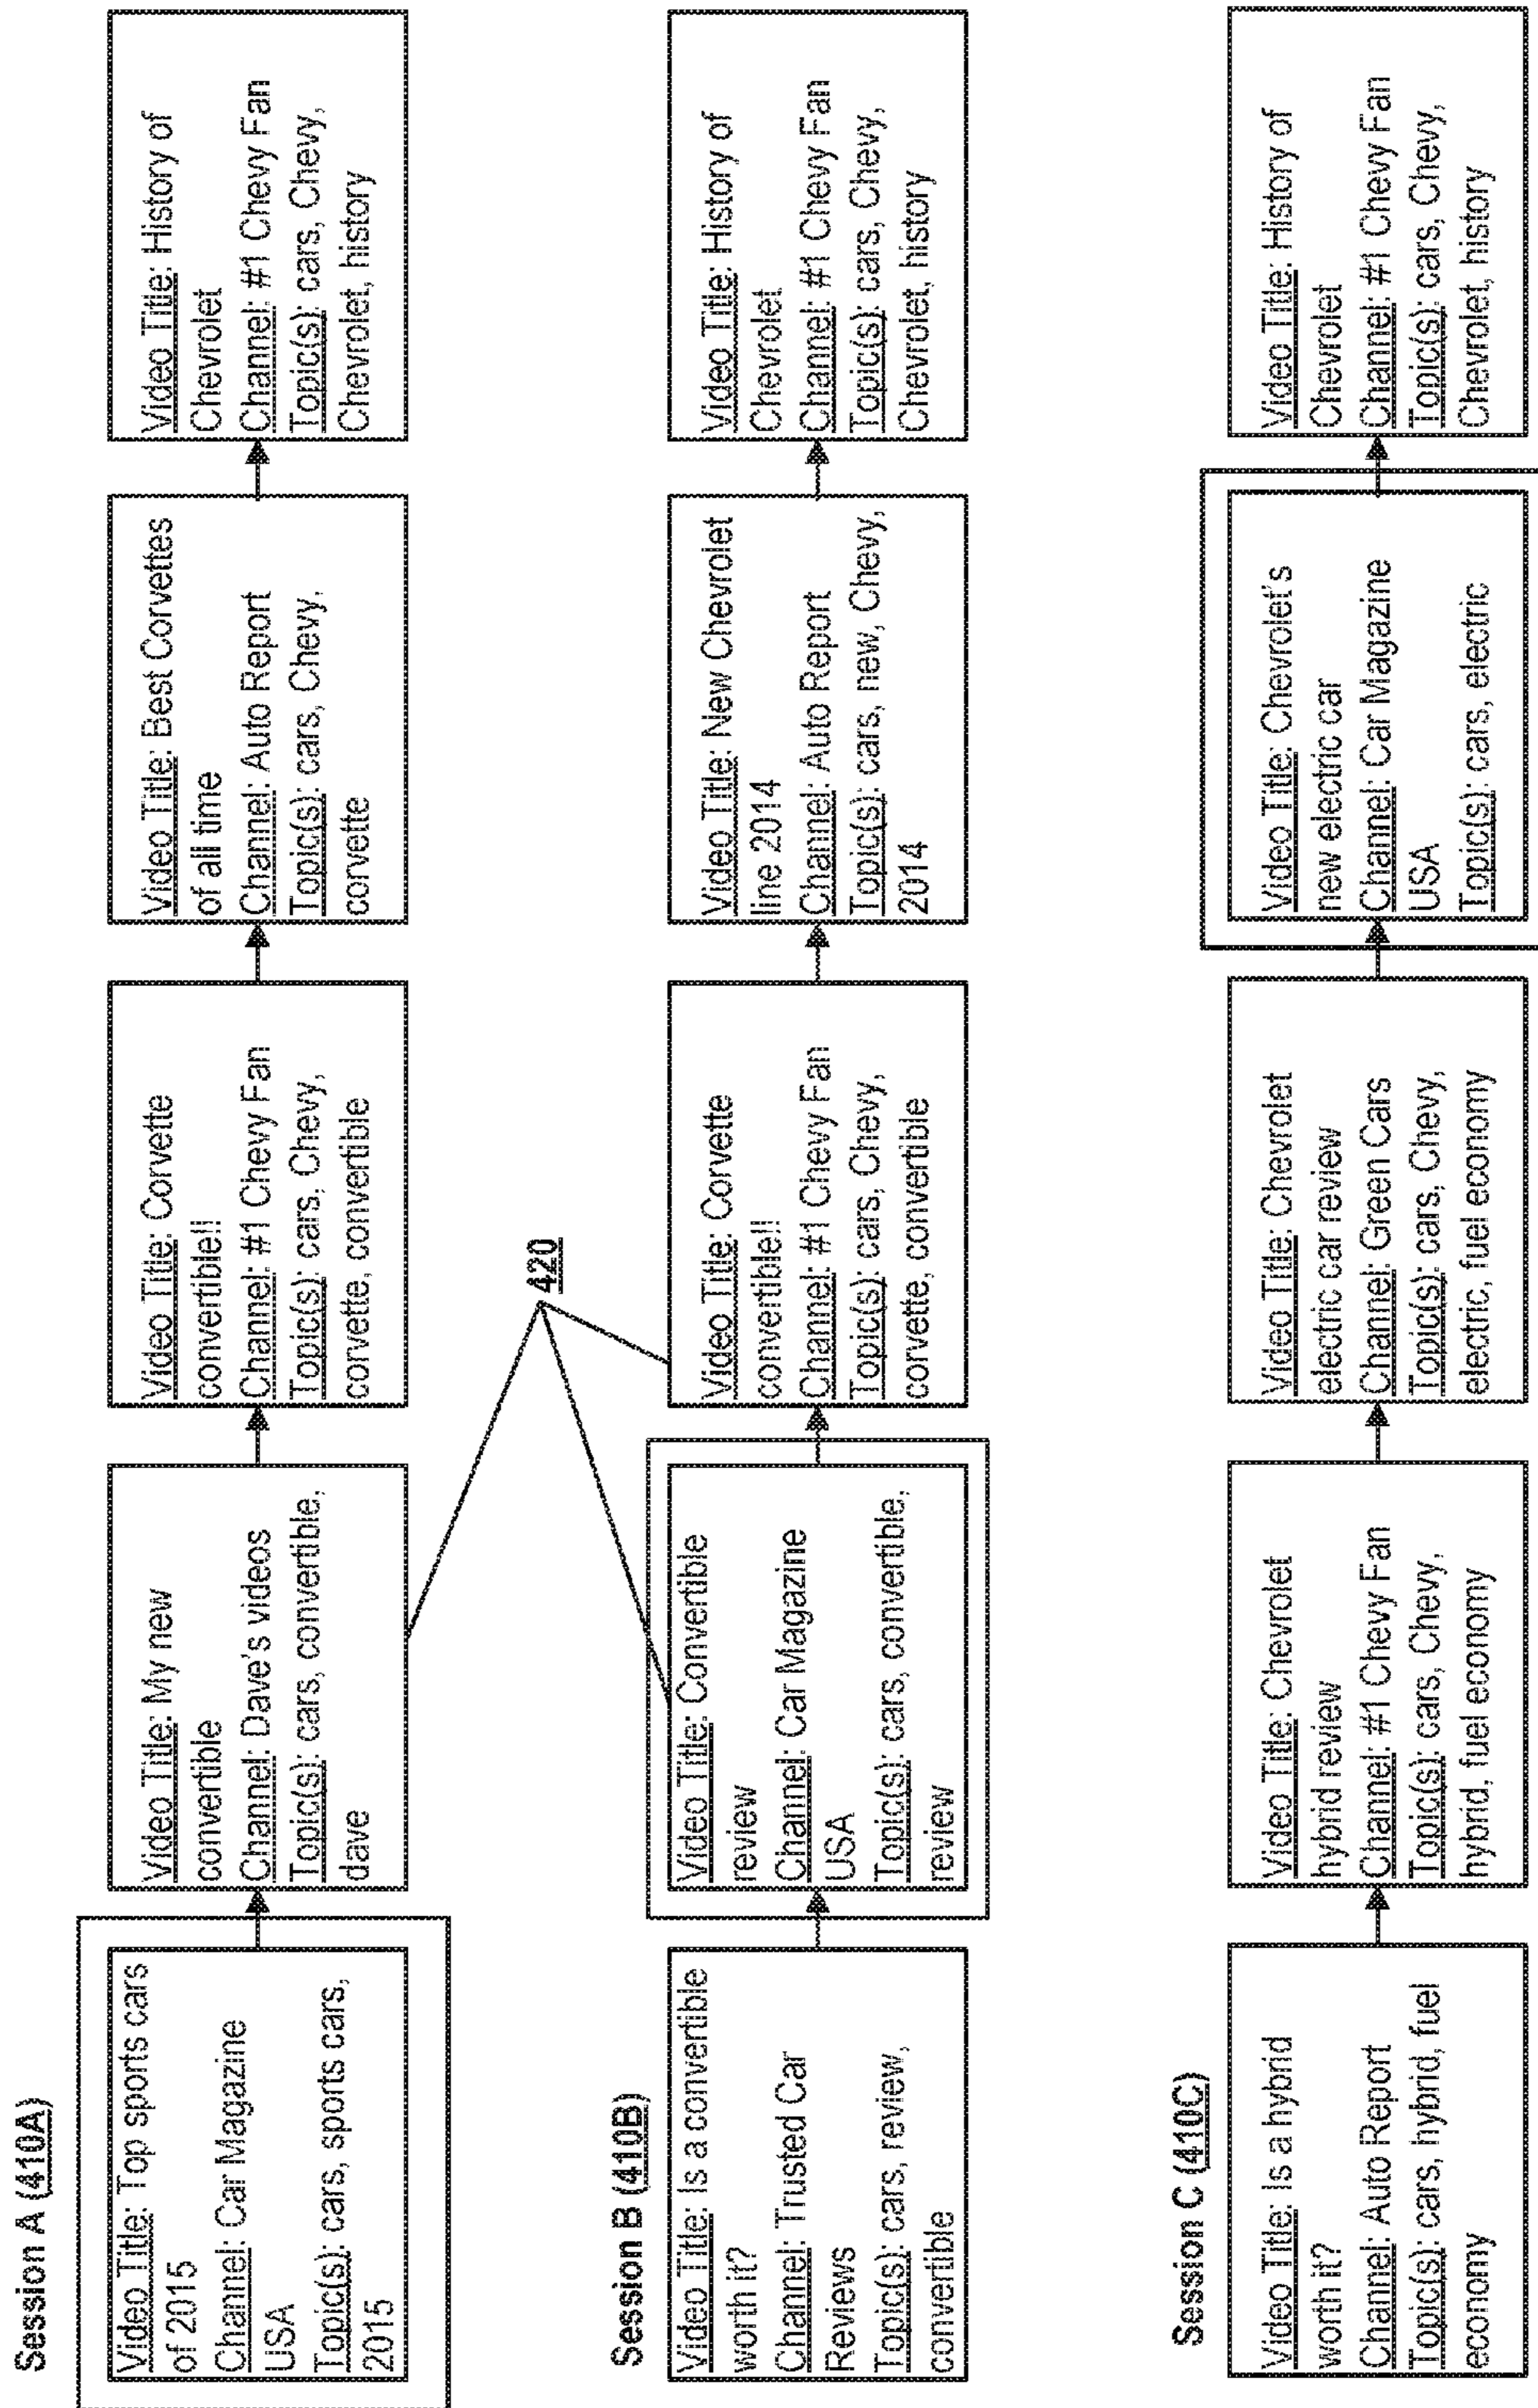 Session A (410A)
Video Title: Top sports cars
of 2015
Channel: Car Magazine
USA
Topic(s): cars, sports cars,
2015
Video Title: My new
convertible
Channel: Dave's videos
Topic(s): cars, convertible,
dave
Video Title: Corvette
convertible!!
Channel: #1 Chevy Fan
Topic(s): cars, Chevy,
corvette, convertible
Video Title: Best Corvettes
of all time
Channel: Auto Report
Topic(s): cars, Chevy,
corvette
Video Title: History of
Chevrolet
Channel: #1 Chevy Fan
Topic(s): cars, Chevy,
Chevrolet, history
420
Session B (410B)
Video Title: Is a convertible
worth it?
Channel: Trusted Car
Reviews
Topic(s): cars, review,
convertible
Video Title: Convertible
review
Channel: Car Magazine
USA
Topic(s): cars, convertible,
review
Video Title: Corvette
convertible!!
Channel: #1 Chevy Fan
Topic(s): cars, Chevy,
corvette, convertible
Video Title: New Chevrolet
line 2014
Channel: Auto Report
Topic(s): cars, new, Chevy,
2014
Video Title: History of
Chevrolet
Channel: #1 Chevy Fan
Topic(s): cars, Chevy,
Chevrolet, history
Session C (410C)
Video Title: Is a hybrid
worth it?
Channel: Auto Report
Topic(s): cars, hybrid, fuel
economy
Video Title: Chevrolet
hybrid review
Channel: #1 Chevy Fan
Topic(s): cars, Chevy,
hybrid, fuel economy
Video Title: Chevrolet
electric car review
Channel: Green Cars
Topic(s): cars, Chevy,
electric, fuel economy
Video Title: Chevrolet's
new electric car
Channel: Car Magazine
USA
Topic(s): cars, electric
Video Title: History of
Chevrolet
Channel: #1 Chevy Fan
Topic(s): cars, Chevy,
Chevrolet, history